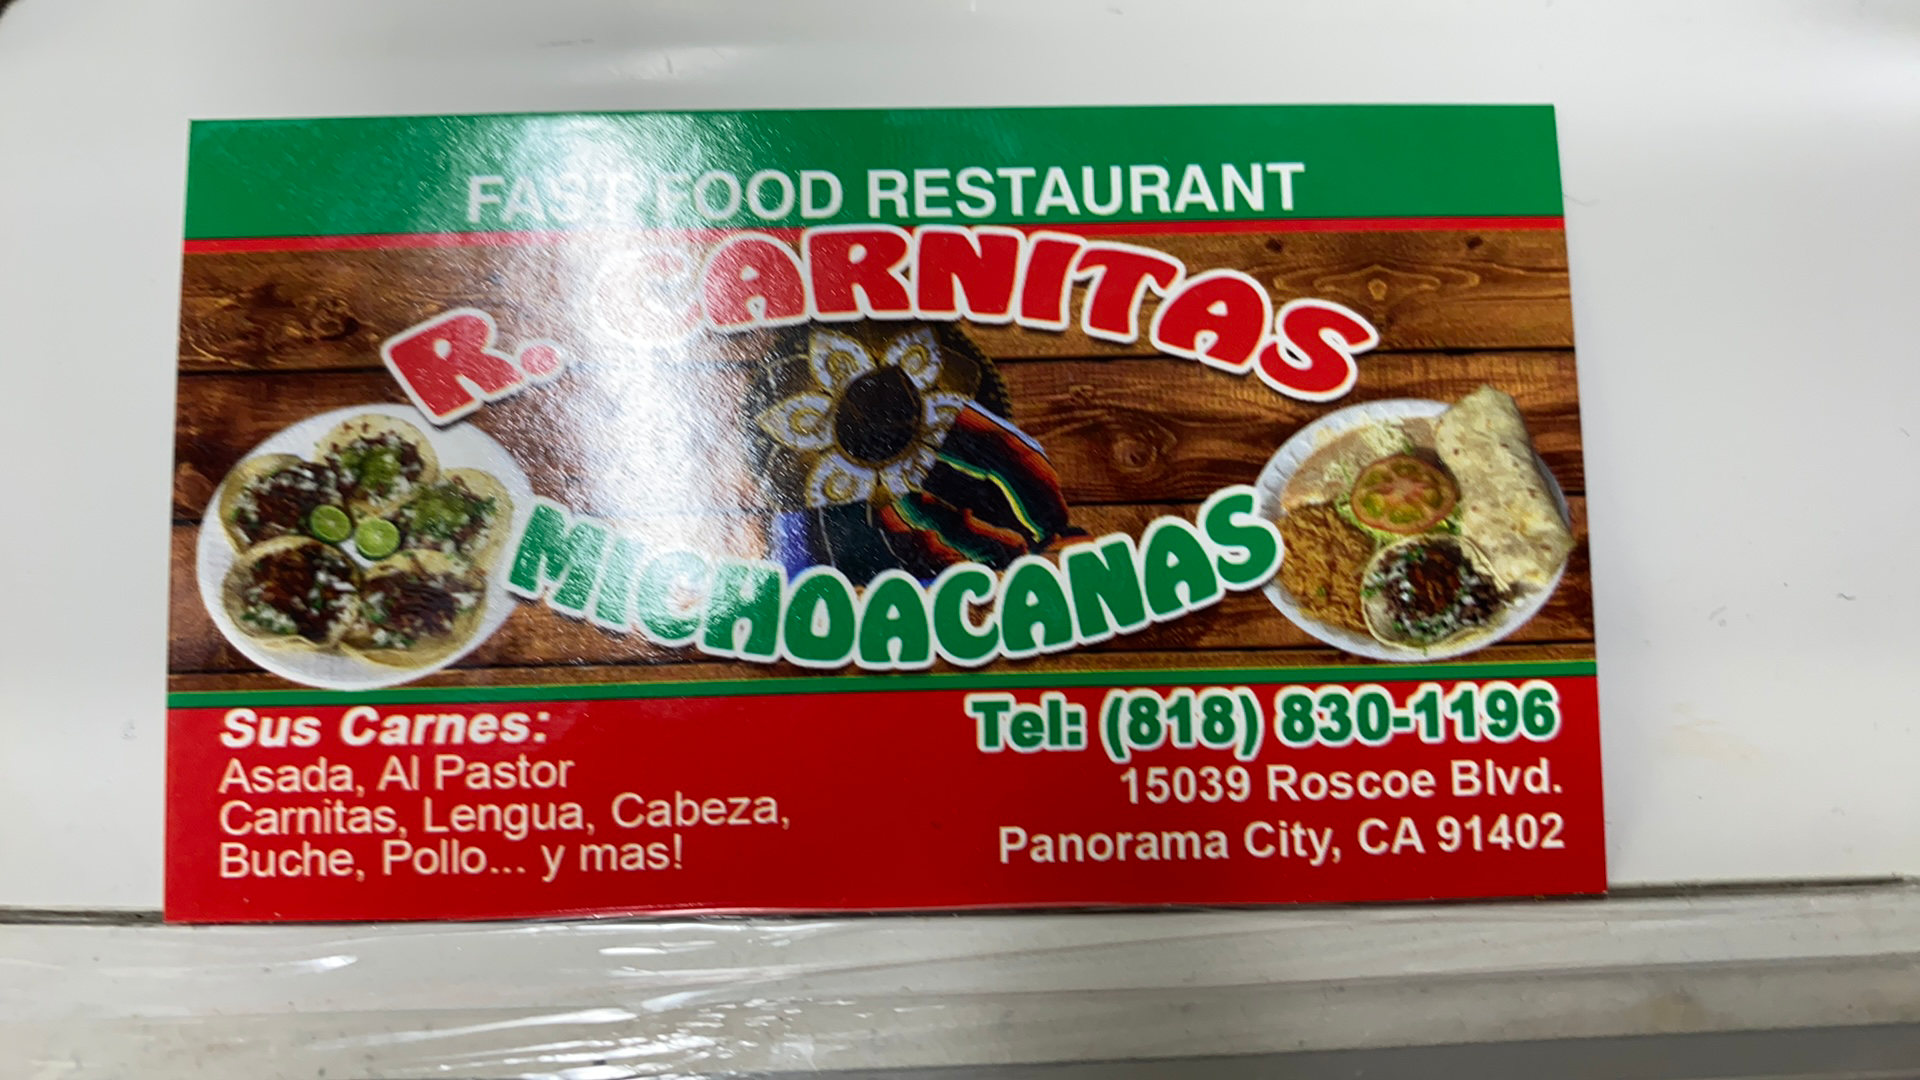 FAST FOOD RESTAURANT
R. CARNITAS
MICHOACANAS
Sus Carnes:
Asada, Al Pastor
Carnitas, Lengua, Cabeza,
Buche, Pollo... y mas!
Tel: (818) 830-1196
15039 Roscoe Blvd.
Panorama City, CA 91402